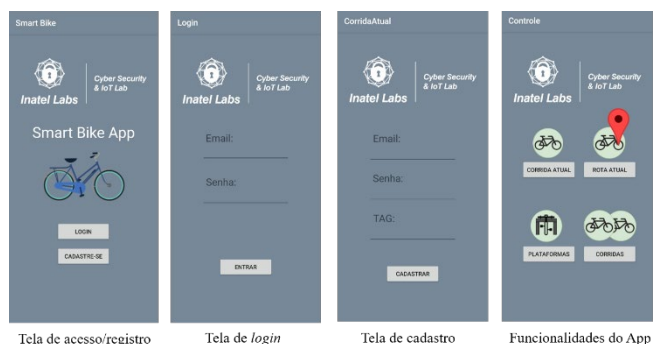 Smart Bike
Inatel Labs
Cyber Security
& IoT Lab
Smart Bike App
LOGIN
CADASTRE-SE
Tela de acesso/registro
Login
Inatel Labs
Cyber Security
& IoT Lab
Email:
Senha:
ENTRAR
Tela de login
CorridaAtual
Inatel Labs
Cyber Security
& IoT Lab
Email:
Senha:
TAG:
CADASTRAR
Tela de cadastro
Controle
Inatel Labs
Cyber Security
& IoT Lab
CORRIDA ATUAL
ROTA ATUAL
PLATAFORMAS
CORRIDAS
Funcionalidades do App